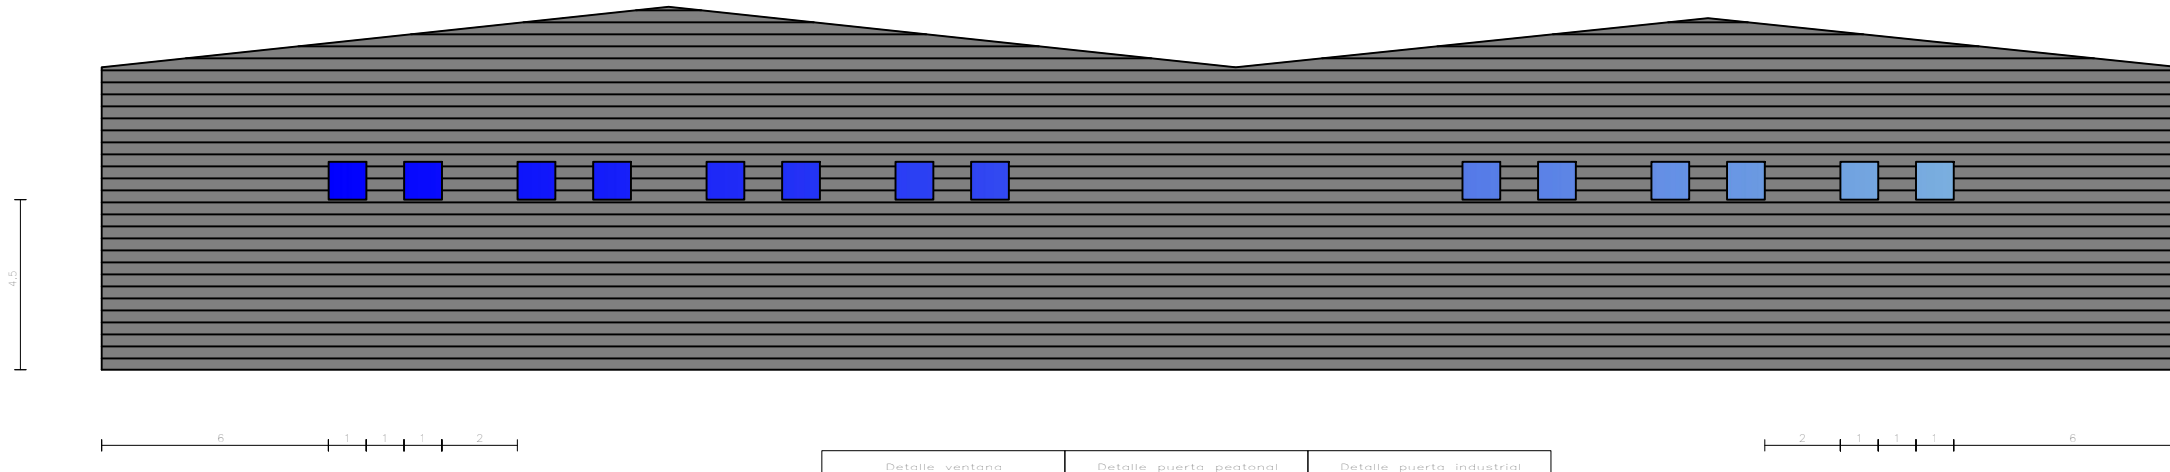 4,5
6 1 1 1 2
2 1 1 1 6
Detalle ventana Detalle puerta peatonal Detalle puerta industrial